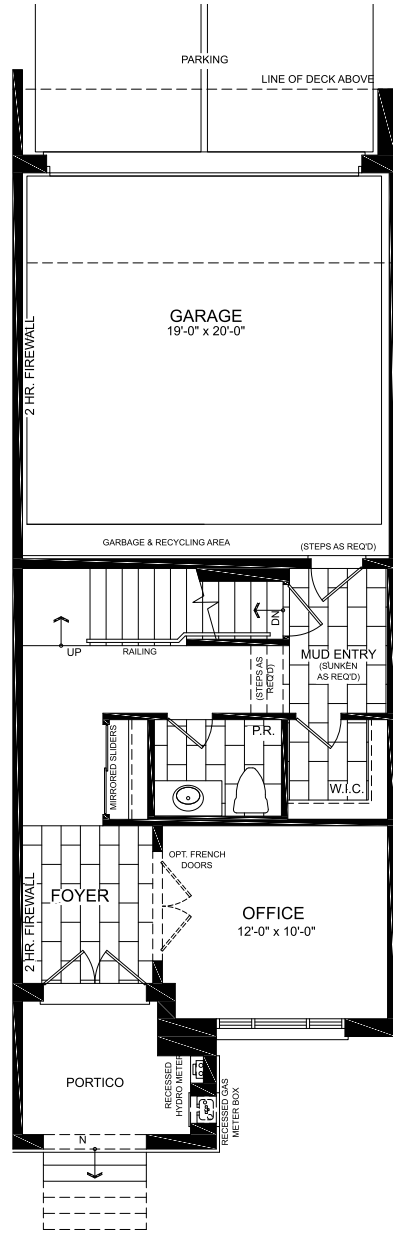 PARKING
LINE OF DECK ABOVE
GARAGE
19'-0" x 20'-0"
2 HR. FIREWALL
GARBAGE & RECYCLING AREA
(STEPS AS REQ'D)
DN
UP
RAILING
MUD ENTRY
(SUNKEN
AS REQ'D)
(STEPS AS
REQ'D)
P.R.
MIRRORED SLIDERS
W.I.C.
OPT. FRENCH
DOORS
FOYER
2 HR. FIREWALL
OFFICE
12'-0" x 10'-0"
PORTICO
RECESSED
HYDRO METER
RECESSED GAS
METER BOX
N